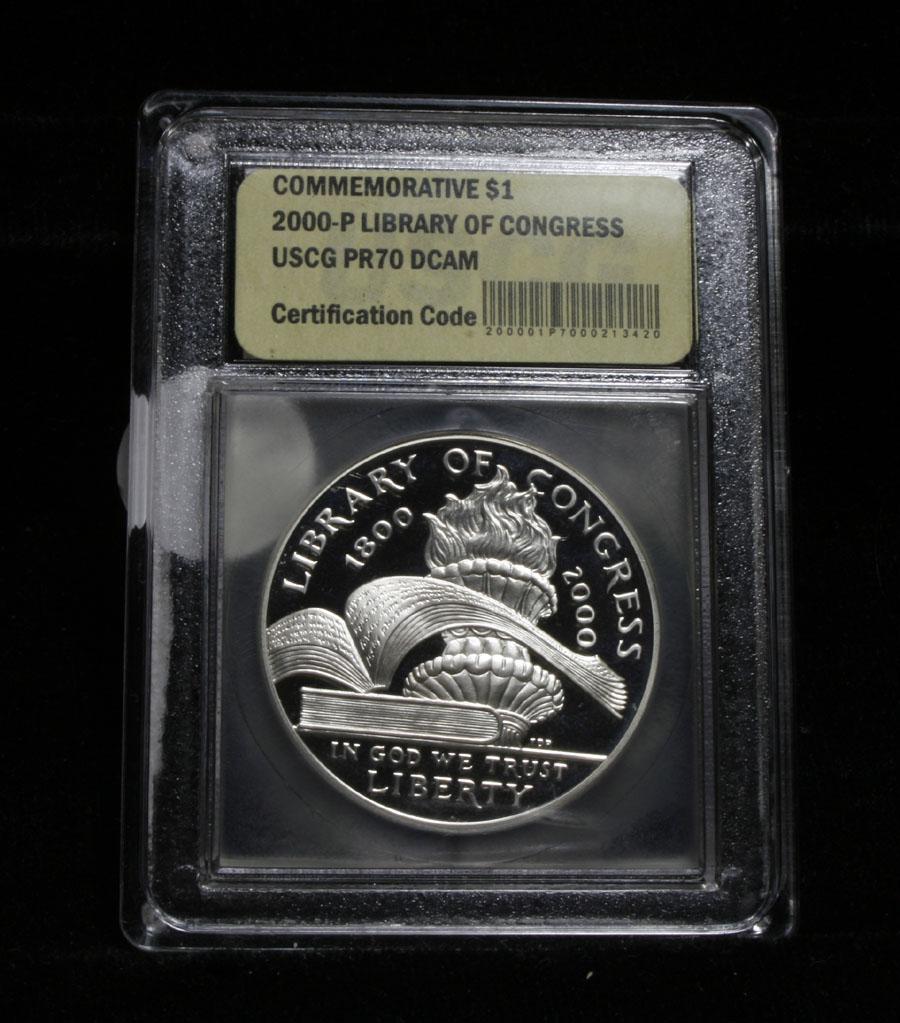 COMMEMORATIVE $1
2000-P LIBRARY OF CONGRESS
USCG PR70 DCAM
Certification Code
200001P7000213420
LIBRARY OF CONGRESS
1800
2000
IN GOD WE TRUST
LIBERTY